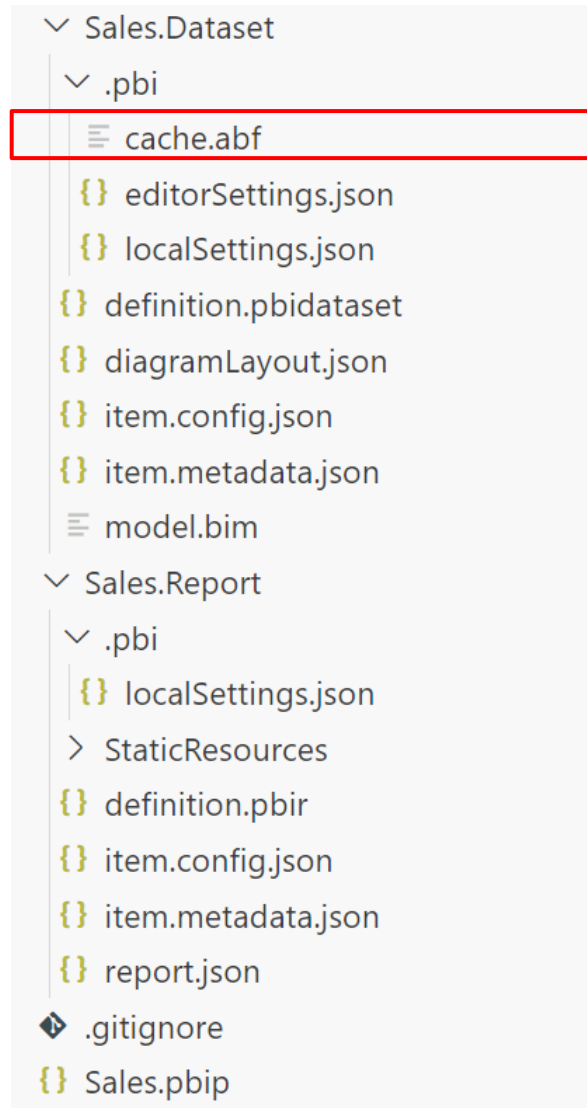 Sales.Dataset
.pbi
cache.abf
{} editorSettings.json
{} localSettings.json
{} definition.pbidataset
{} diagramLayout.json
{} item.config.json
{} item.metadata.json
model.bim
Sales.Report
.pbi
{} localSettings.json
StaticResources
{} definition.pbir
{} item.config.json
{} item.metadata.json
{} report.json
.gitignore
{} Sales.pbip